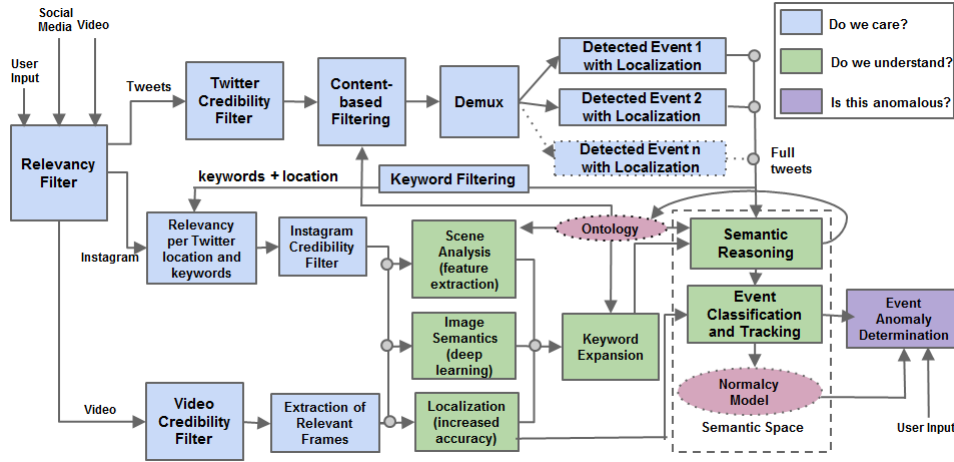 Social
Media
Video
User
Input
Tweets
Relevancy
Filter
Twitter
Credibility
Filter
Content-
based
Filtering
Demux
Detected Event 1
with Localization
Detected Event 2
with Localization
Detected Event n
with Localization
Full
tweets
Do we care?
Do we understand?
Is this anomalous?
keywords + location
Keyword Filtering
Instagram
Relevancy
per Twitter
location and
keywords
Instagram
Credibility
Filter
Scene
Analysis
(feature
extraction)
Ontology
Semantic
Reasoning
Image
Semantics
(deep
learning)
Keyword
Expansion
Event
Classification
and Tracking
Event
Anomaly
Determination
Normalcy
Model
Semantic Space
User Input
Video
Video
Credibility
Filter
Extraction of
Relevant
Frames
Localization
(increased
accuracy)